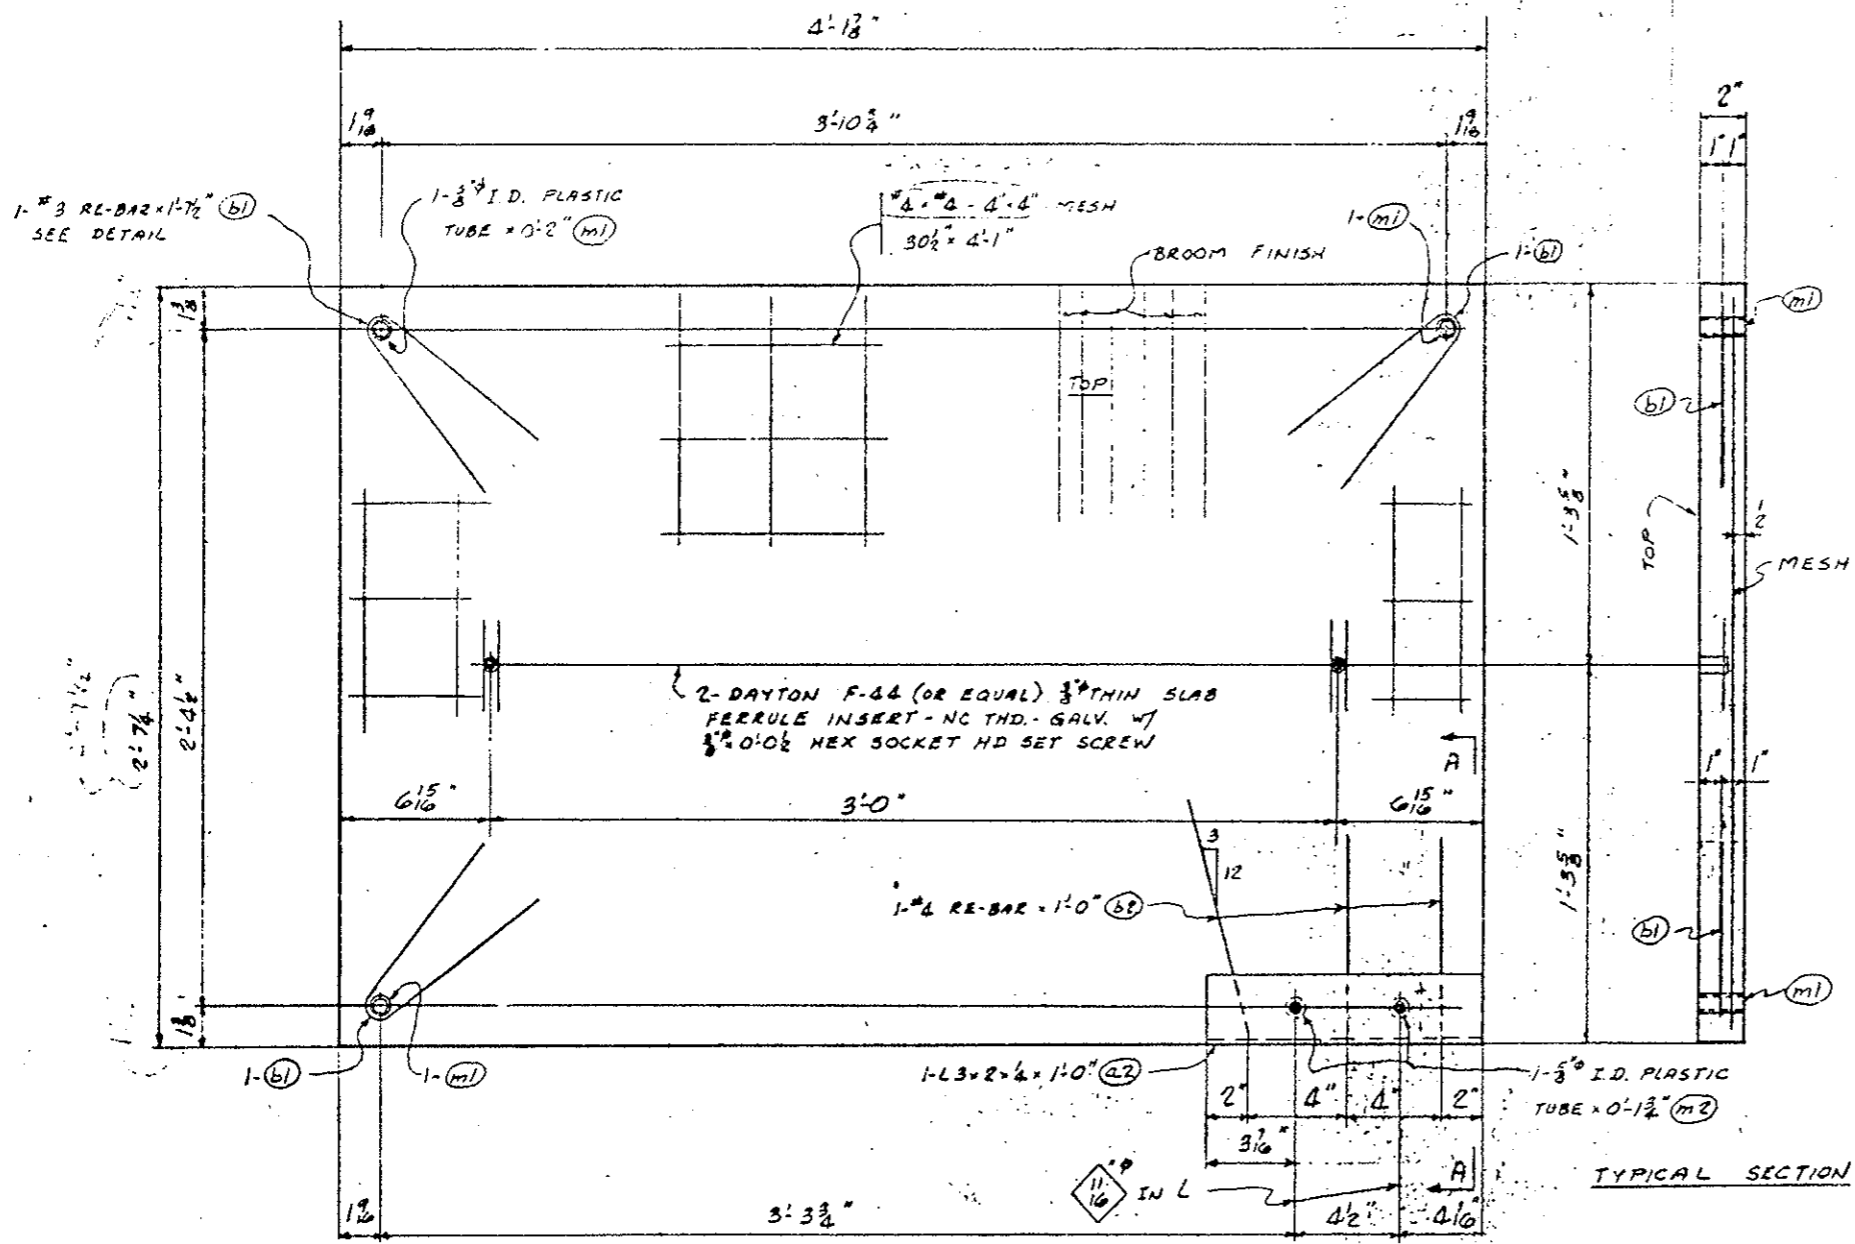 4'-1⅞"
1 9/16
3'-10¾"
1 9/16
2"
1" 1"
1-#3 RE-BAR × 1'-7½" (b1)
SEE DETAIL
I.D. PLASTIC
TUBE × 0'-2" (m1)
#4 × #4 - 4" × 4" MESH
30½" × 4'-1"
BROOM FINISH
1-(m1)
1-(b1)
(m1)
TOP
(b1)
TOP
1'-3⅝"
½
MESH
2'-7½"
2'-7¼"
2'-4½"
2- DAYTON F-44 (OR EQUAL) ⅜"φ THIN SLAB
FERRULE INSERT - NC THD. - GALV. W/
⅜"φ × 0'-0½ HEX SOCKET HD SET SCREW
A
1" 1"
6 15/16"
3'-0"
6 15/16"
3
12
1-#4 RE-BAR × 1'-0" (b2)
1'-3⅝"
(b1)
(m1)
1-(b1)
1-(m1)
1-L 3×2×¼ × 1'-0" (a2)
2" 4" 4" 2"
1-⅝"φ I.D. PLASTIC
TUBE × 0'-1¾" (m2)
3 7/16"
11/16"φ IN L
A
TYPICAL SECTION
1 9/16
3'-3¾"
4½"
4 1/16"